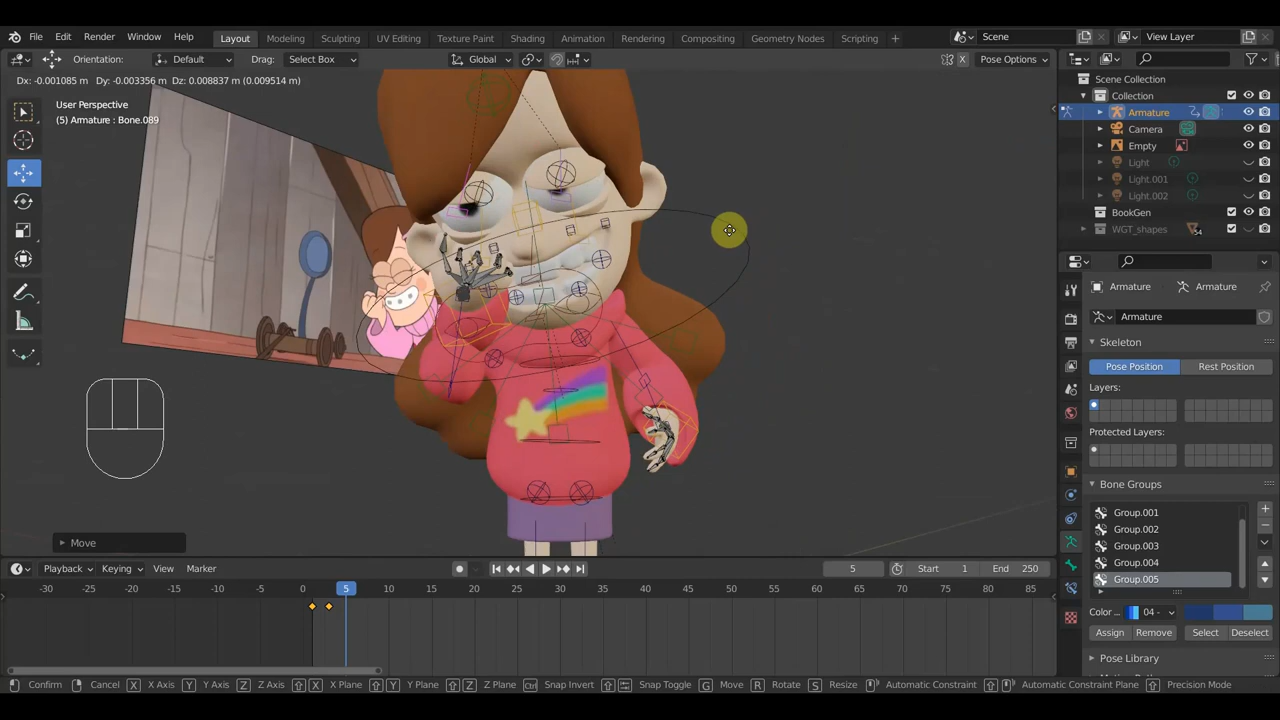 File Edit Render Window Help Layout Modeling Sculpting UV Editing Texture Paint Shading Animation Rendering Compositing Geometry Nodes Scripting + Scene View Layer
Orientation: Default Drag: Select Box Global X Pose Options
Dx: -0.001085 m Dy: -0.003356 m Dz: 0.008837 m (0.009514 m)
User Perspective
(5) Armature : Bone.089
Scene Collection
Collection
Armature
Camera
Empty
Light
Light.001
Light.002
BookGen
WGT_shapes
Armature Armature
Armature
Skeleton
Pose Position Rest Position
Layers:
Protected Layers:
Bone Groups
Group.001
Group.002
Group.003
Group.004
Group.005
Color ... 04 -
Assign Remove Select Deselect
Pose Library
Move
Playback Keying View Marker 5 Start 1 End 250
-30 -25 -20 -15 -10 -5 0 5 10 15 20 25 30 35 40 45 50 55 60 65 70 75 80 85
Confirm Cancel X X Axis Y Y Axis Z Z Axis X X Plane Y Y Plane Z Z Plane Ctrl Snap Invert Snap Toggle G Move R Rotate S Resize Automatic Constraint Automatic Constraint Plane Precision Mode